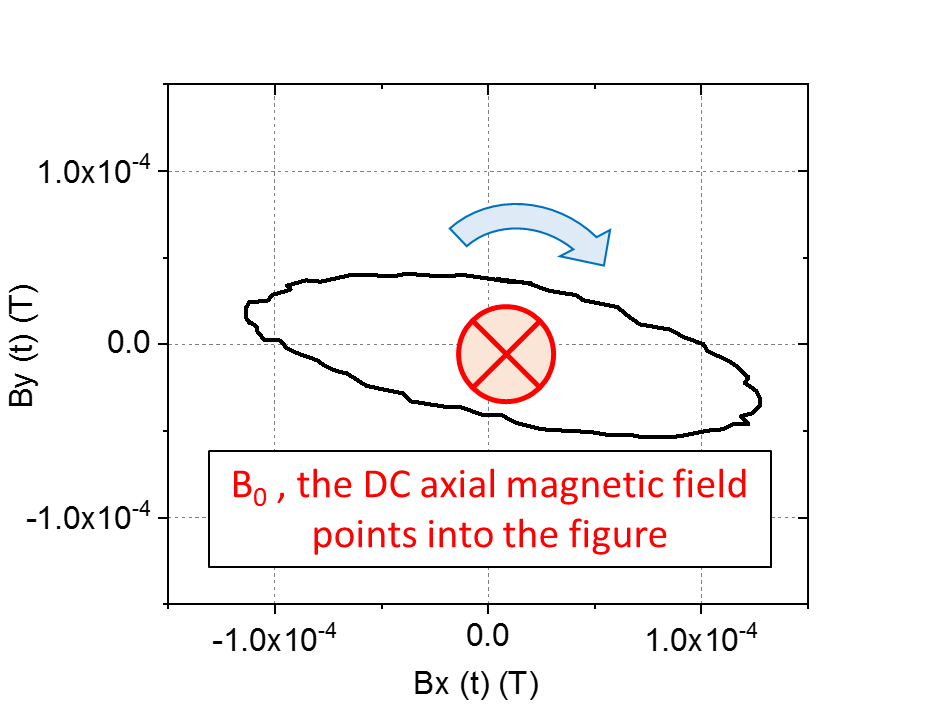 1.0x10⁻⁴
By (t) (T)
0.0
B₀ , the DC axial magnetic field
points into the figure
-1.0x10⁻⁴
-1.0x10⁻⁴
0.0
1.0x10⁻⁴
Bx (t) (T)